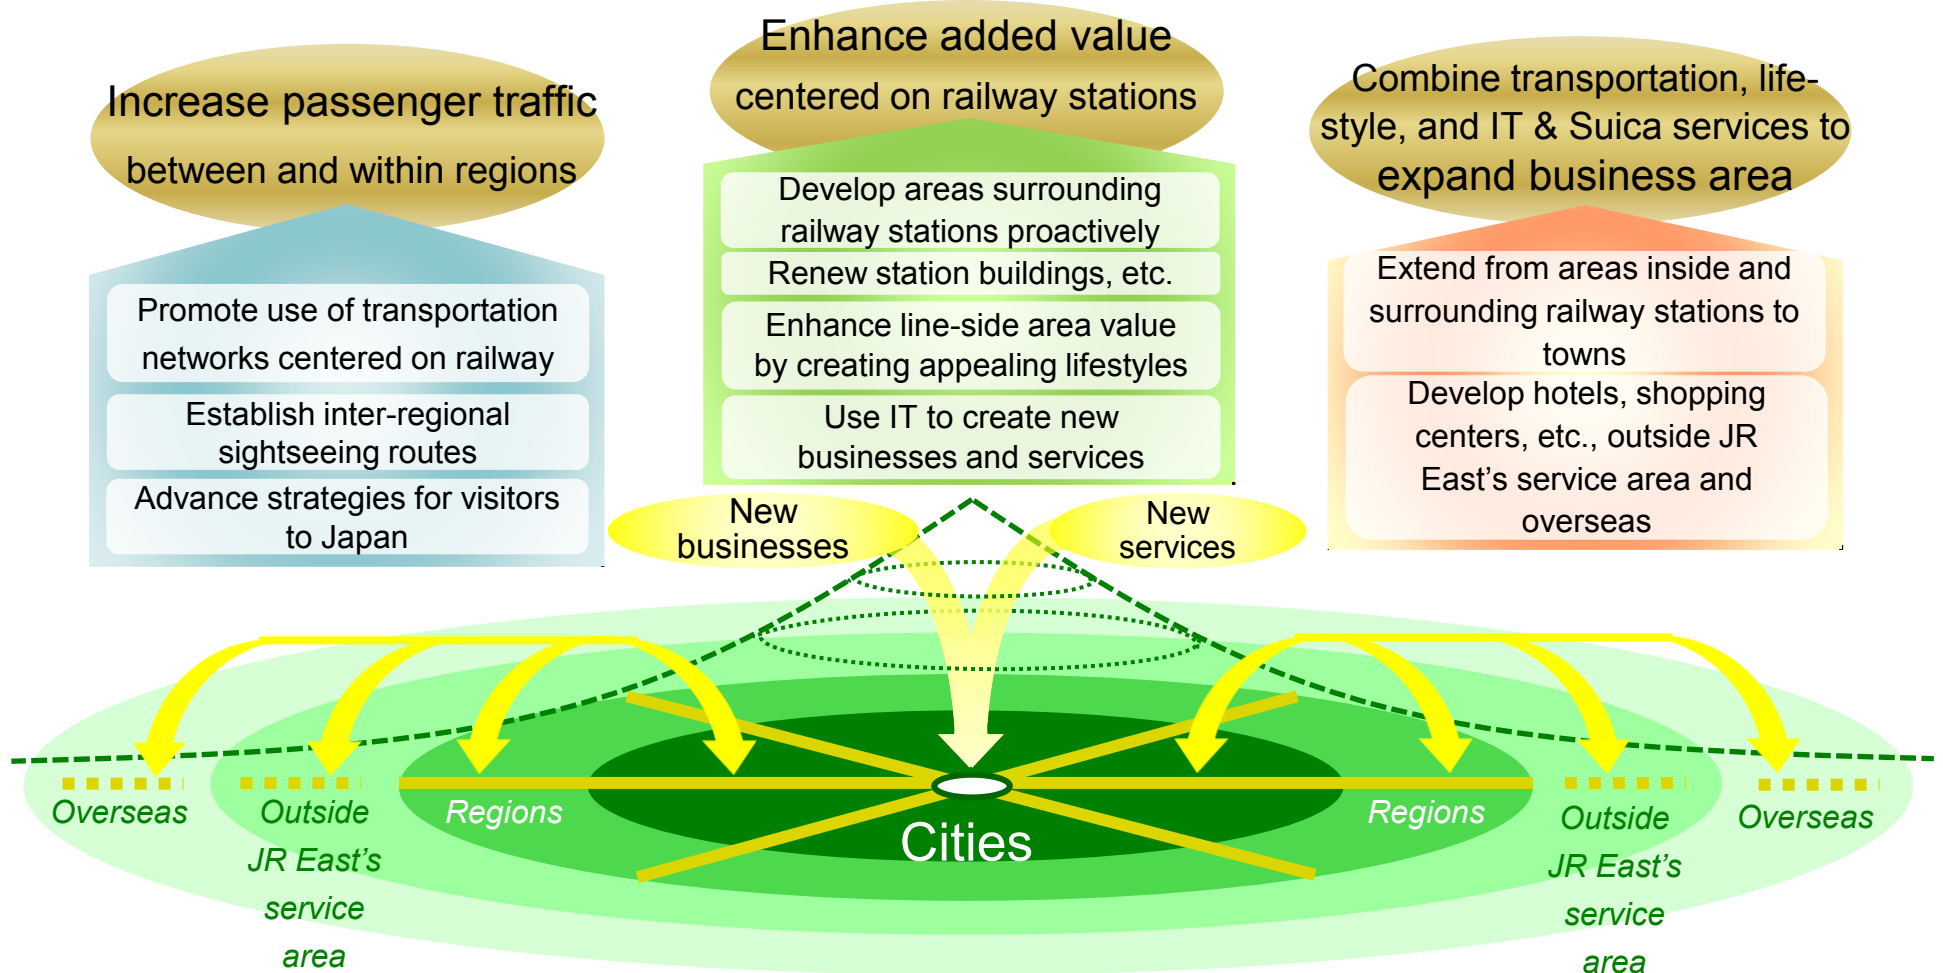 Increase passenger traffic
between and within regions
Promote use of transportation
networks centered on railway
Establish inter-regional
sightseeing routes
Advance strategies for visitors
to Japan
Enhance added value
centered on railway stations
Develop areas surrounding
railway stations proactively
Renew station buildings, etc.
Enhance line-side area value
by creating appealing lifestyles
Use IT to create new
businesses and services
Combine transportation, life-
style, and IT & Suica services to
expand business area
Extend from areas inside and
surrounding railway stations to
towns
Develop hotels, shopping
centers, etc., outside JR
East's service area and
overseas
New
businesses
New
services
Overseas
Outside
JR East's
service
area
Regions
Cities
Regions
Outside
JR East's
service
area
Overseas